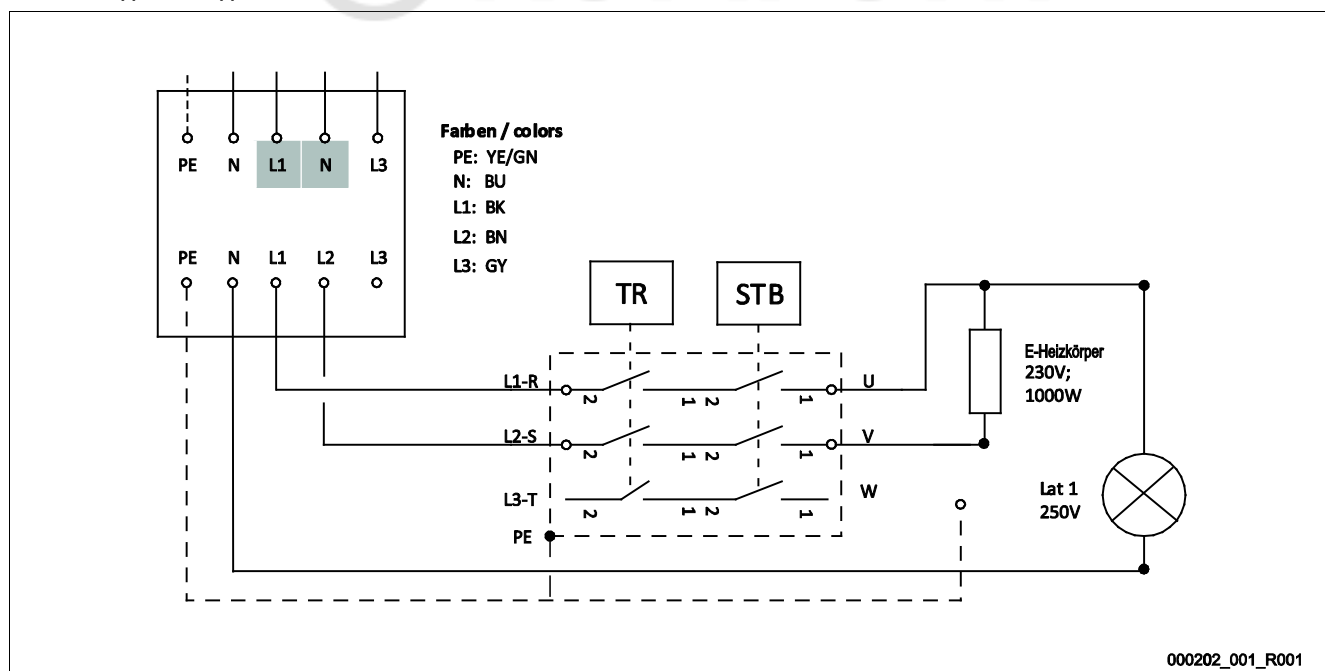 PE N L1 N L3
PE N L1 L2 L3
Farben / colors
PE: YE/GN
N: BU
L1: BK
L2: BN
L3: GY
TR
STB
L1-R
2
1
2
1
U
L2-S
2
1
2
1
V
L3-T
2
1
2
1
W
PE
E-Heizkörper
230V;
1000W
Lat 1
250V
000202_001_R001